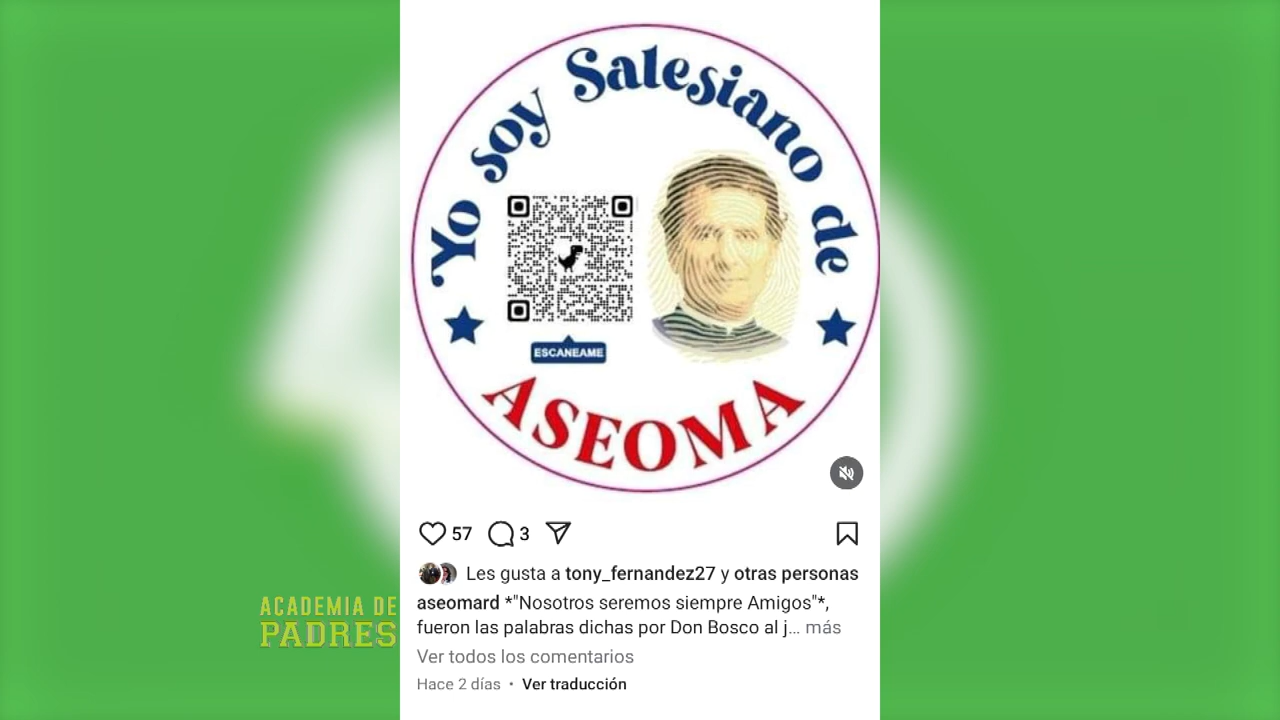 Yo soy Salesiano de
ESCANEAME
ASEOMA
57 3
Les gusta a tony_fernandez27 y otras personas
aseomard *"Nosotros seremos siempre Amigos"*,
fueron las palabras dichas por Don Bosco al j... más
Ver todos los comentarios
Hace 2 días • Ver traducción
ACADEMIA DE
PADRES